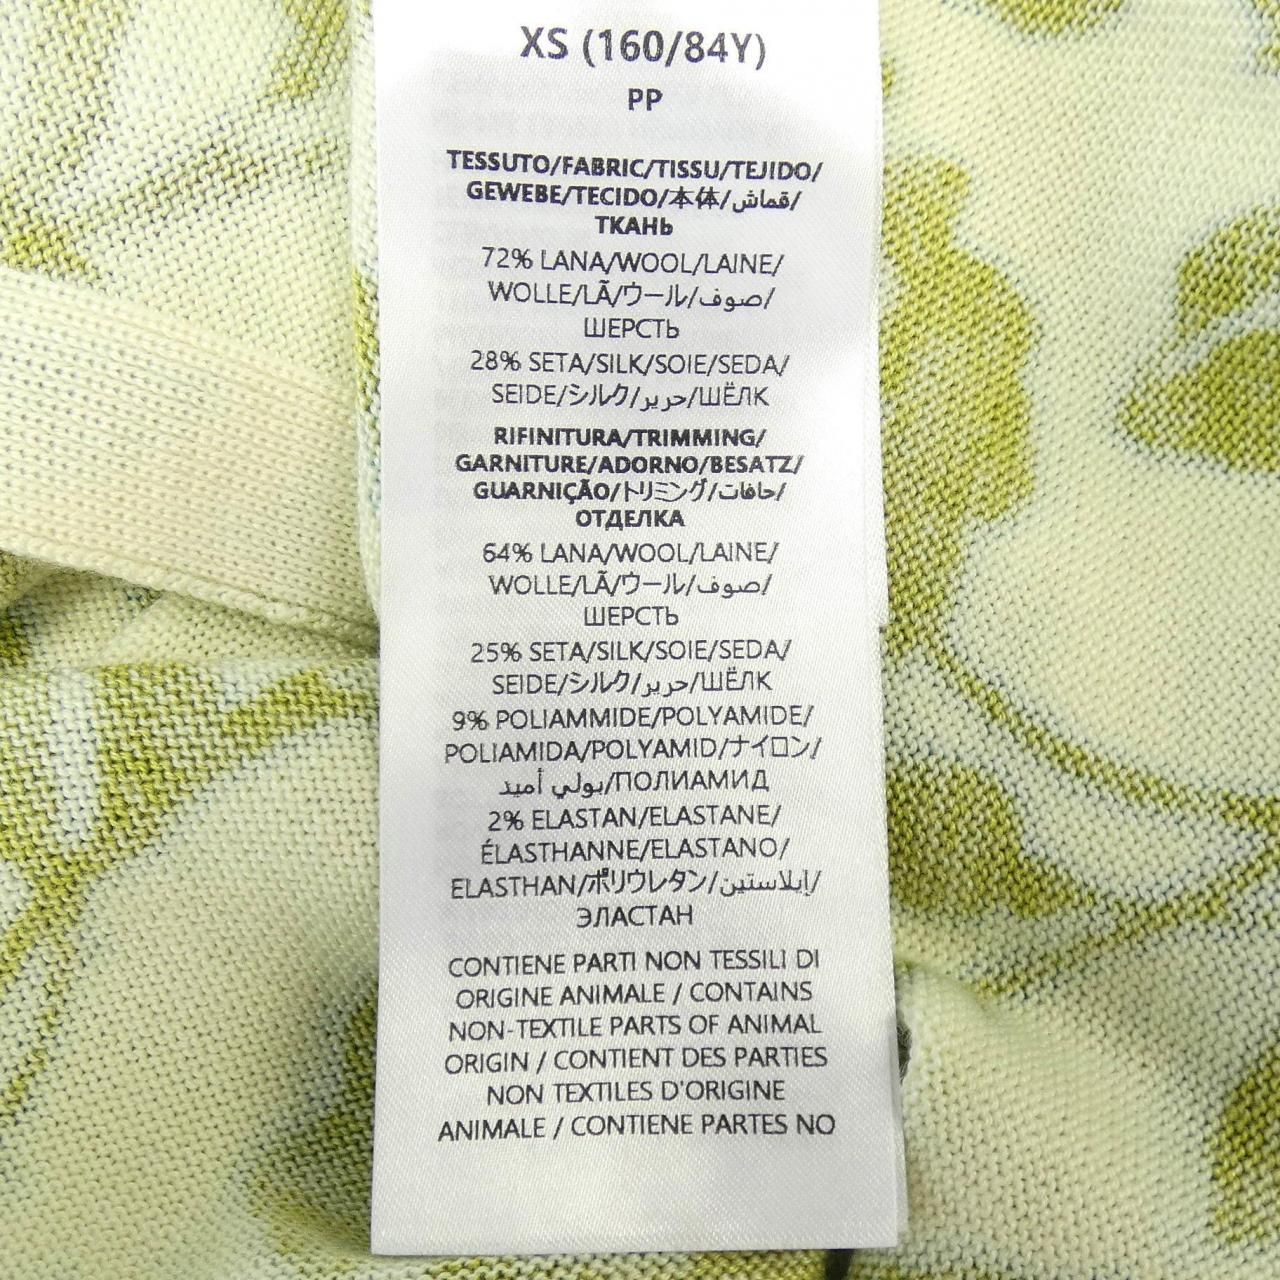 XS (160/84Y)
PP
TESSUTO/FABRIC/TISSU/TEJIDO/
GEWEBE/TECIDO/本体/قماش/
ТКАНЬ
72% LANA/WOOL/LAINE/
WOLLE/LÃ/ウール/صوف/
ШЕРСТЬ
28% SETA/SILK/SOIE/SEDA/
SEIDE/シルク/حرير/ШЁЛК
RIFINITURA/TRIMMING/
GARNITURE/ADORNO/BESATZ/
GUARNIÇÃO/トリミング/حافات/
ОТДЕЛКА
64% LANA/WOOL/LAINE/
WOLLE/LÃ/ウール/صوف/
ШЕРСТЬ
25% SETA/SILK/SOIE/SEDA/
SEIDE/シルク/حرير/ШЁЛК
9% POLIAMMIDE/POLYAMIDE/
POLIAMIDA/POLYAMID/ナイロン/
بولي أميد/ПОЛИАМИД
2% ELASTAN/ELASTANE/
ÉLASTHANNE/ELASTANO/
ELASTHAN/ポリウレタン/إيلاستين/
ЭЛАСТАН
CONTIENE PARTI NON TESSILI DI
ORIGINE ANIMALE / CONTAINS
NON-TEXTILE PARTS OF ANIMAL
ORIGIN / CONTIENT DES PARTIES
NON TEXTILES D'ORIGINE
ANIMALE / CONTIENE PARTES NO